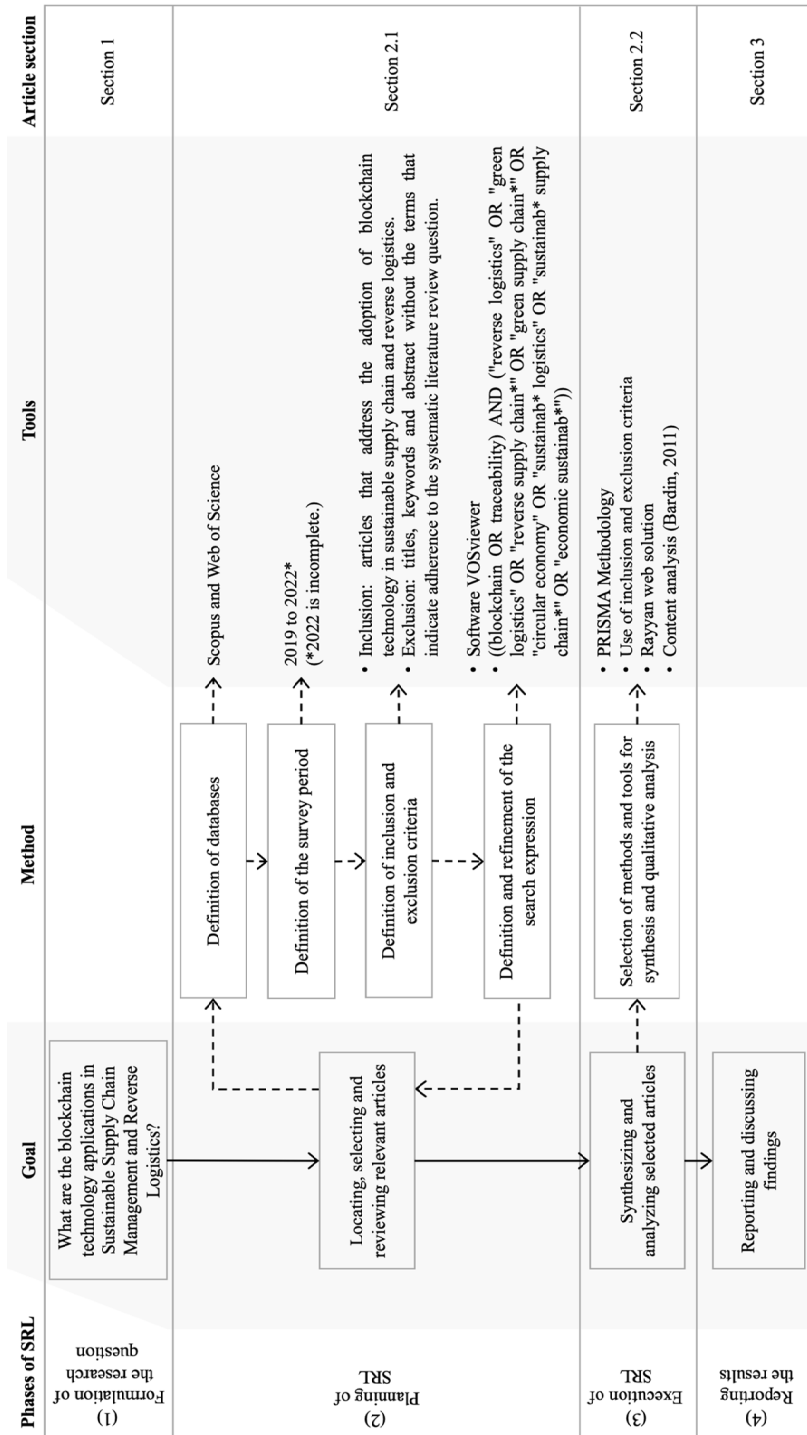 Phases of SRL
Goal
Method
Tools
Article section
(1)
Formulation of
the research
question
What are the blockchain
technology applications in
Sustainable Supply Chain
Management and Reverse
Logistics?
Section 1
(2)
Planning of
SRL
Locating, selecting and
reviewing relevant articles
Definition of databases
Scopus and Web of Science
Definition of the survey period
2019 to 2022*
(*2022 is incomplete.)
Definition of inclusion and
exclusion criteria
• Inclusion: articles that address the adoption of blockchain
technology in sustainable supply chain and reverse logistics.
• Exclusion: titles, keywords and abstract without the terms that
indicate adherence to the systematic literature review question.
Definition and refinement of the
search expression
• Software VOSviewer
• ((blockchain OR traceability) AND ("reverse logistics" OR "green
logistics" OR "reverse supply chain*" OR "green supply chain*" OR
"circular economy" OR "sustainab* logistics" OR "sustainab* supply
chain*" OR "economic sustainab*"))
Section 2.1
(3)
Execution of
SRL
Synthesizing and
analyzing selected articles
Selection of methods and tools for
synthesis and qualitative analysis
• PRISMA Methodology
• Use of inclusion and exclusion criteria
• Rayyan web solution
• Content analysis (Bardin, 2011)
Section 2.2
(4)
Reporting
the results
Reporting and discussing
findings
Section 3